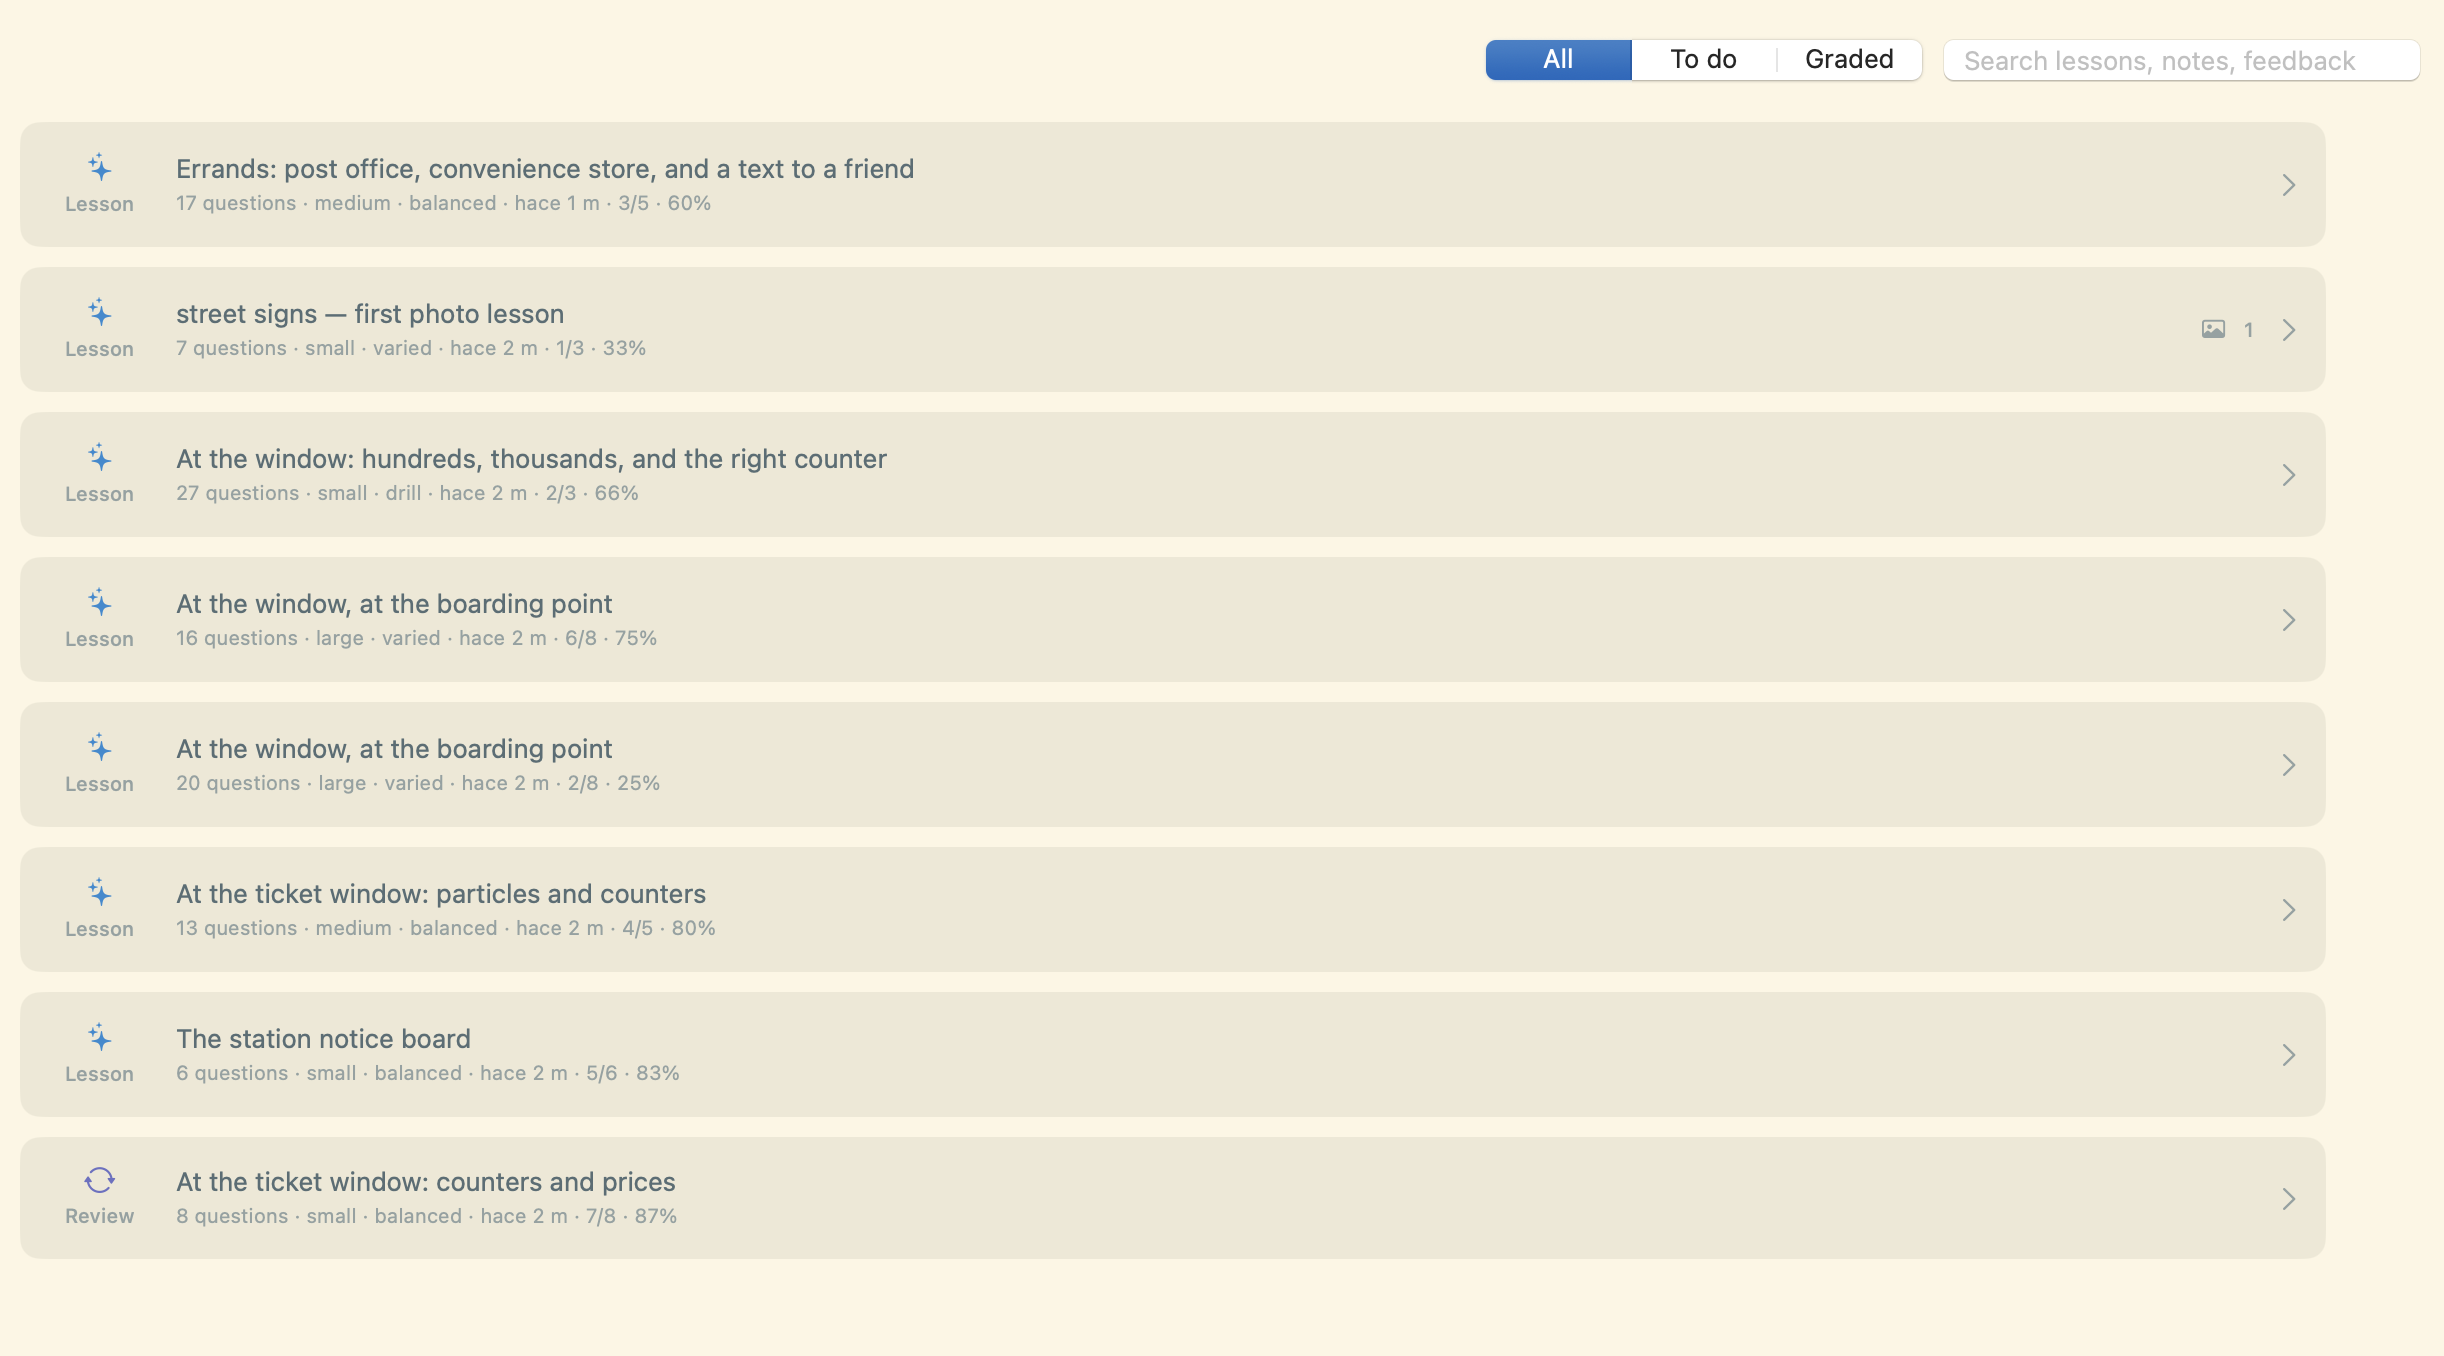 All To do Graded Search lessons, notes, feedback
Errands: post office, convenience store, and a text to a friend
Lesson 17 questions · medium · balanced · hace 1 m · 3/5 · 60%
street signs — first photo lesson
1
Lesson 7 questions · small · varied · hace 2 m · 1/3 · 33%
At the window: hundreds, thousands, and the right counter
Lesson 27 questions · small · drill · hace 2 m · 2/3 · 66%
At the window, at the boarding point
Lesson 16 questions · large · varied · hace 2 m · 6/8 · 75%
At the window, at the boarding point
Lesson 20 questions · large · varied · hace 2 m · 2/8 · 25%
At the ticket window: particles and counters
Lesson 13 questions · medium · balanced · hace 2 m · 4/5 · 80%
The station notice board
Lesson 6 questions · small · balanced · hace 2 m · 5/6 · 83%
At the ticket window: counters and prices
Review 8 questions · small · balanced · hace 2 m · 7/8 · 87%